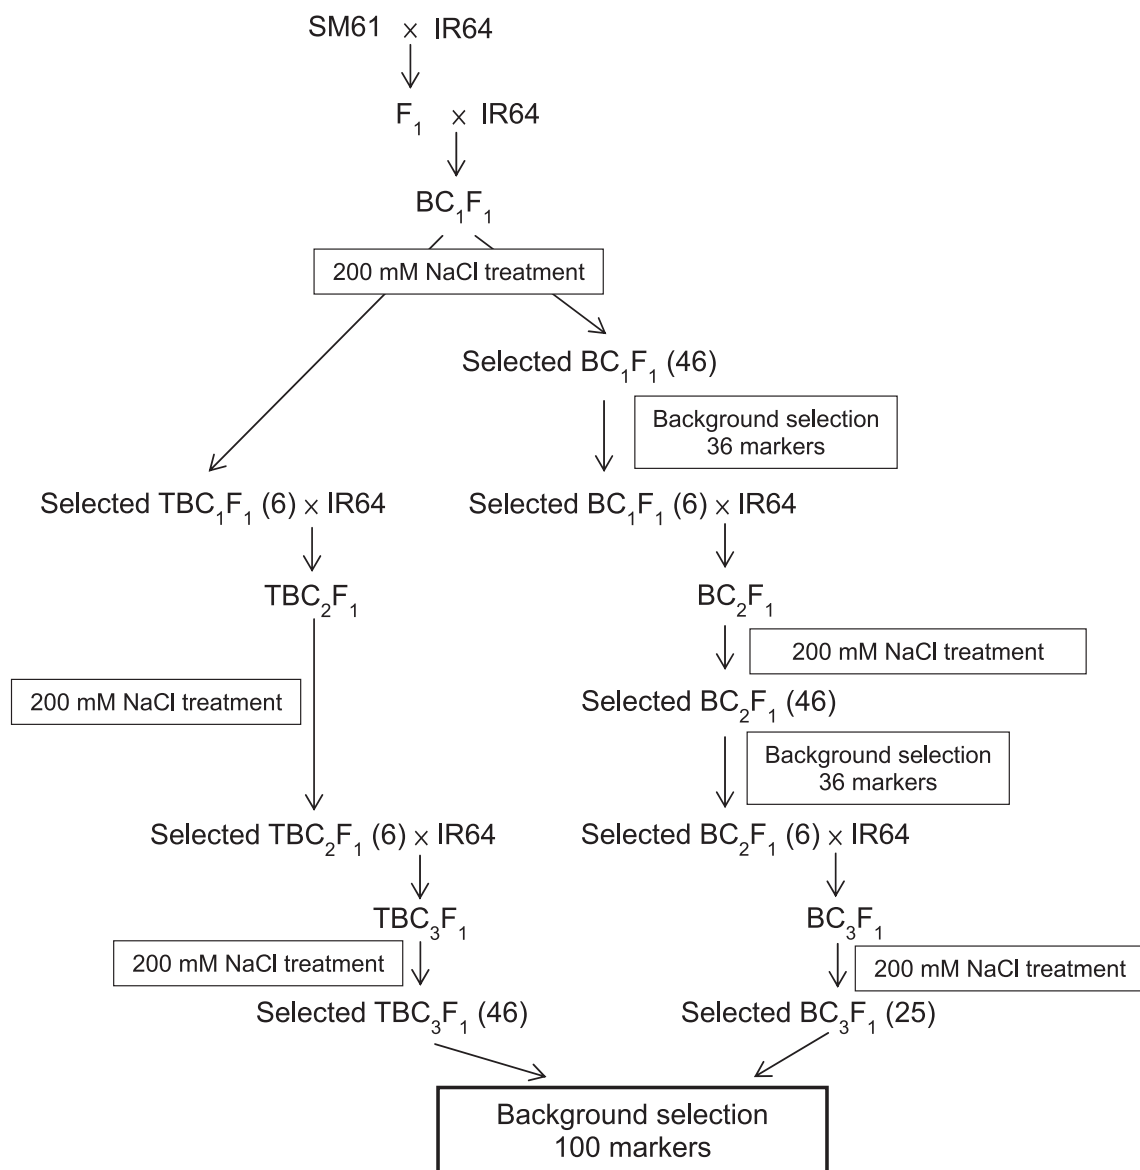 SM61 × IR64
F₁ × IR64
BC₁F₁
200 mM NaCl treatment
Selected BC₁F₁ (46)
Background selection
36 markers
Selected TBC₁F₁ (6) × IR64
Selected BC₁F₁ (6) × IR64
TBC₂F₁
BC₂F₁
200 mM NaCl treatment
200 mM NaCl treatment
Selected BC₂F₁ (46)
Background selection
36 markers
Selected TBC₂F₁ (6) × IR64
Selected BC₂F₁ (6) × IR64
TBC₃F₁
BC₃F₁
200 mM NaCl treatment
200 mM NaCl treatment
Selected TBC₃F₁ (46)
Selected BC₃F₁ (25)
Background selection
100 markers